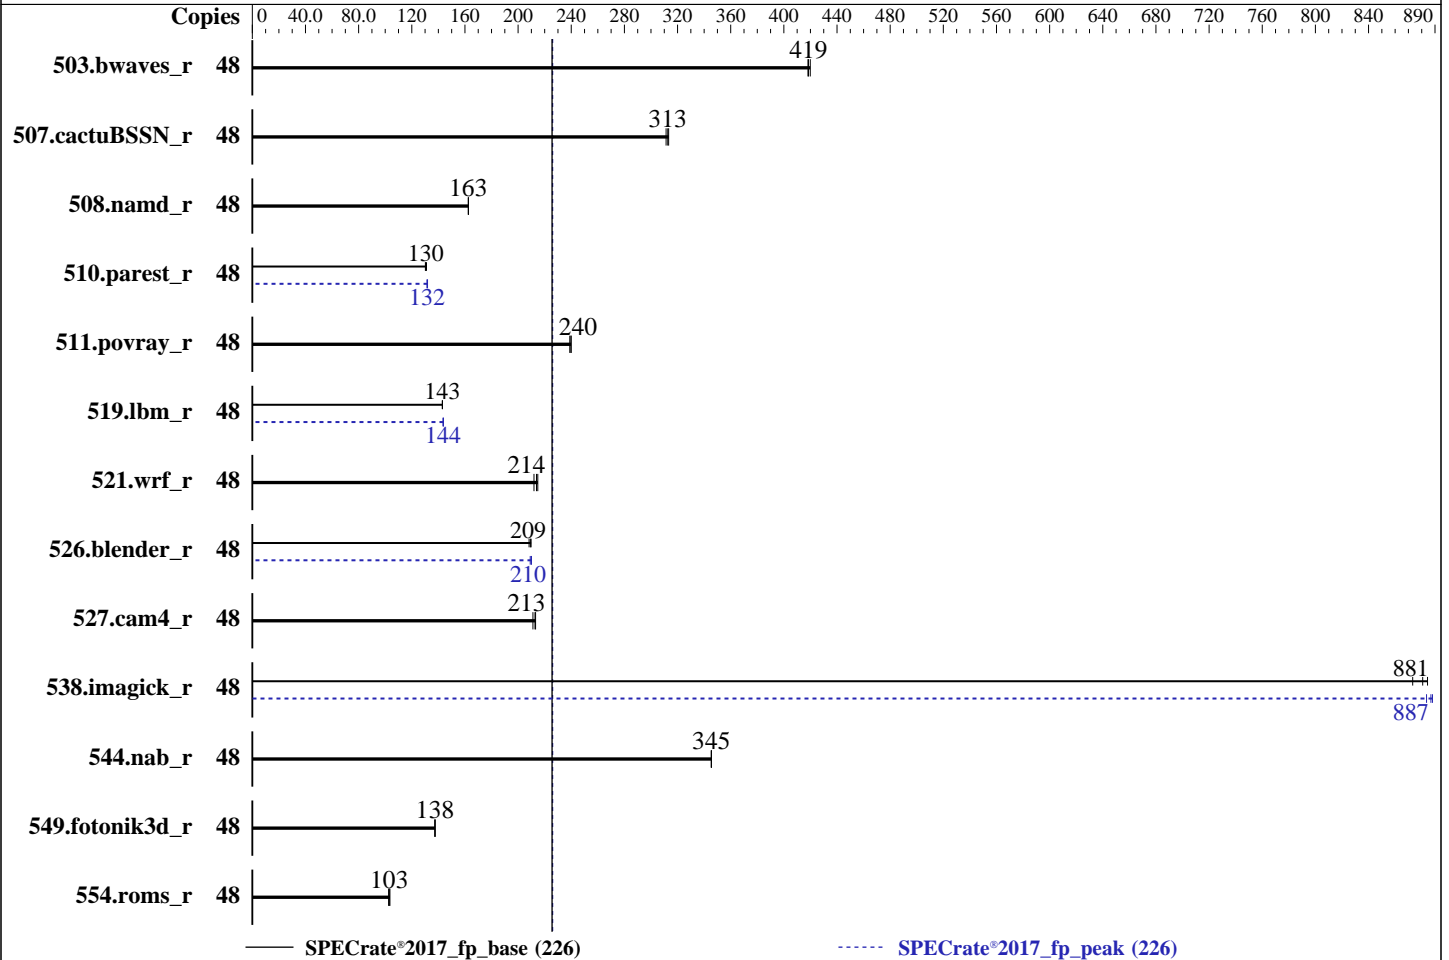 Copies 0 40.0 80.0 120 160 200 240 280 320 360 400 440 480 520 560 600 640 680 720 760 800 840 890
419
503.bwaves_r 48
313
507.cactuBSSN_r 48
163
508.namd_r 48
130
510.parest_r 48
132
240
511.povray_r 48
143
519.lbm_r 48
144
214
521.wrf_r 48
209
526.blender_r 48
210
213
527.cam4_r 48
881
538.imagick_r 48
887
345
544.nab_r 48
138
549.fotonik3d_r 48
103
554.roms_r 48
SPECrate®2017_fp_base (226) SPECrate®2017_fp_peak (226)